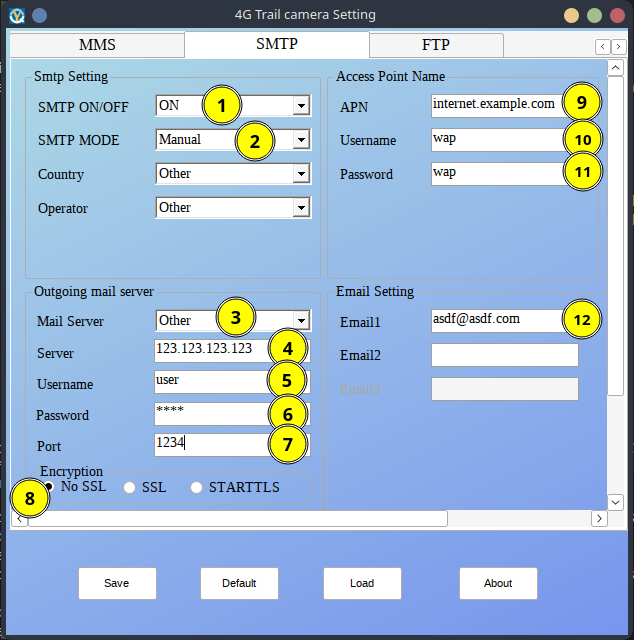 4G Trail camera Setting
MMS
SMTP
FTP
Smtp Setting
SMTP ON/OFF
ON
1
SMTP MODE
Manual
2
Country
Other
Operator
Other
Access Point Name
APN
internet.example.com
9
Username
wap
10
Password
wap
11
Outgoing mail server
Mail Server
Other
3
Server
123.123.123.123
4
Username
user
5
Password
****
6
Port
1234
7
Encryption
8
No SSL
SSL
STARTTLS
Email Setting
Email1
asdf@asdf.com
12
Email2
Email3
Save
Default
Load
About